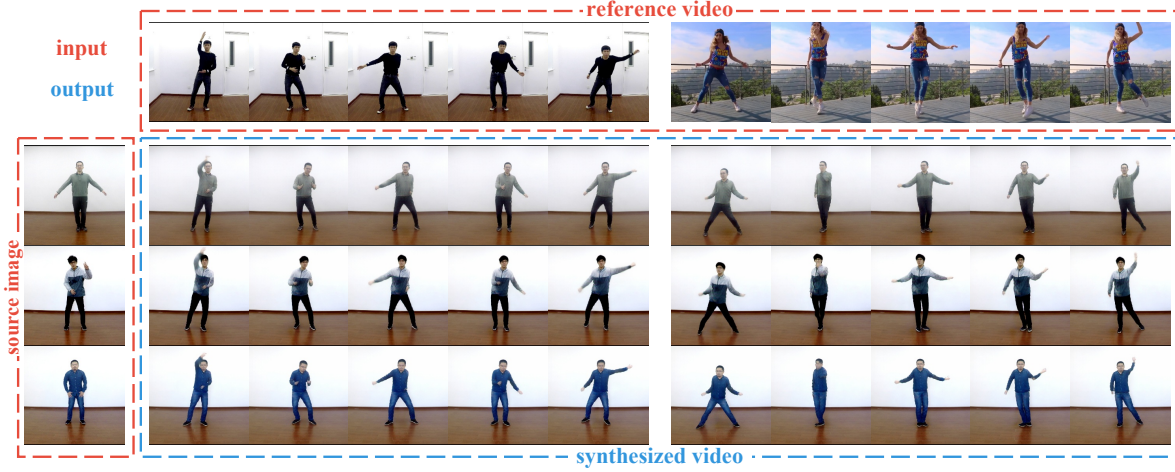 reference video
input
output
source image
synthesized video